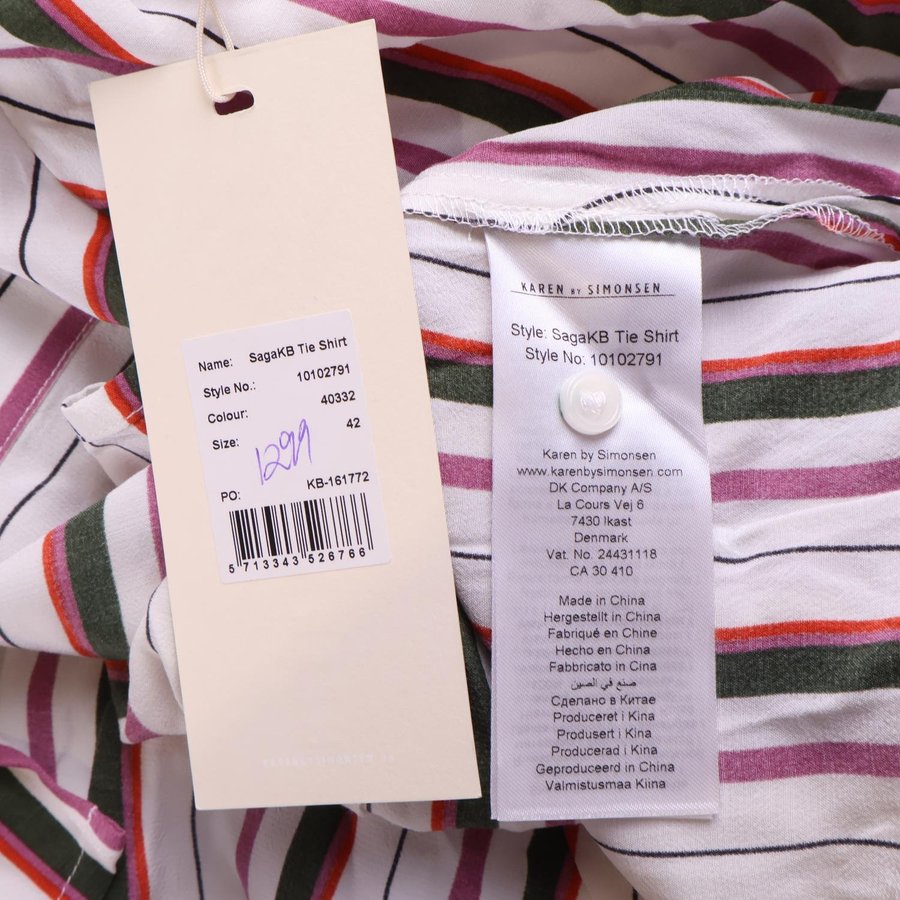 Name: SagaKB Tie Shirt
Style No.: 10102791
Colour: 40332
Size: 42
1299
PO: KB-161772
5 713343 526766
KAREN BY SIMONSEN
Style: SagaKB Tie Shirt
Style No: 10102791
Karen by Simonsen
www.karenbysimonsen.com
DK Company A/S
La Cours Vej 6
7430 Ikast
Denmark
Vat. No. 24431118
CA 30 410
Made in China
Hergestellt in China
Fabriqué en Chine
Hecho en China
Fabbricato in Cina
صنع في الصين
Сделано в Китае
Produceret i Kina
Produsert i Kina
Producerad i Kina
Geproduceerd in China
Valmistusmaa Kiina